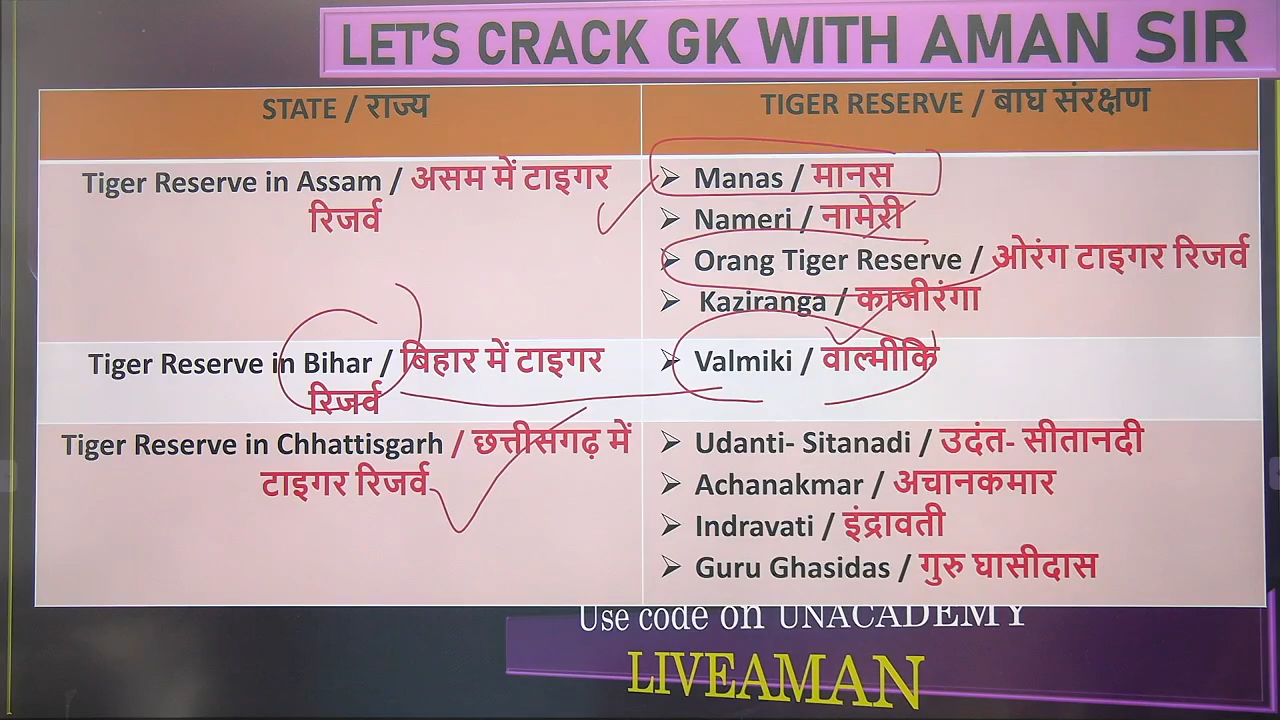 LET'S CRACK GK WITH AMAN SIR
STATE / राज्य
TIGER RESERVE / बाघ संरक्षण
Tiger Reserve in Assam / असम में टाइगर
रिजर्व
➢ Manas / मानस
➢ Nameri / नामेरी
➢ Orang Tiger Reserve / ओरंग टाइगर रिजर्व
➢ Kaziranga / काजीरंगा
Tiger Reserve in Bihar / बिहार में टाइगर
रिजर्व
➢ Valmiki / वाल्मीकि
Tiger Reserve in Chhattisgarh / छत्तीसगढ़ में
टाइगर रिजर्व
➢ Udanti- Sitanadi / उदंत- सीतानदी
➢ Achanakmar / अचानकमार
➢ Indravati / इंद्रावती
➢ Guru Ghasidas / गुरु घासीदास
Use code on UNACADEMY
LIVEAMAN